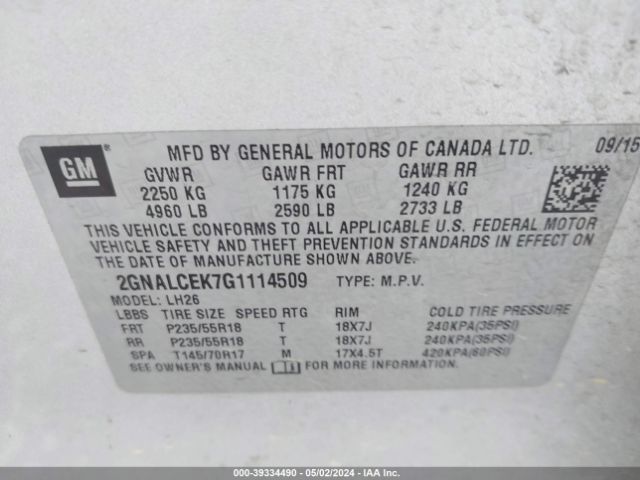 GM
MFD BY GENERAL MOTORS OF CANADA LTD. 09/15
GVWR GAWR FRT GAWR RR
2250 KG 1175 KG 1240 KG
4960 LB 2590 LB 2733 LB
THIS VEHICLE CONFORMS TO ALL APPLICABLE U.S. FEDERAL MOTOR
VEHICLE SAFETY AND THEFT PREVENTION STANDARDS IN EFFECT ON
THE DATE OF MANUFACTURE SHOWN ABOVE.
2GNALCEK7G1114509 TYPE: M.P.V.
MODEL: LH26
LBBS TIRE SIZE SPEED RTG RIM COLD TIRE PRESSURE
FRT P235/55R18 T 18X7J 240KPA(35PSI)
RR P235/55R18 T 18X7J 240KPA(35PSI)
SPA T145/70R17 M 17X4.5T 420KPA(60PSI)
SEE OWNER'S MANUAL FOR MORE INFORMATION
000-39334490 - 05/02/2024 - IAA Inc.